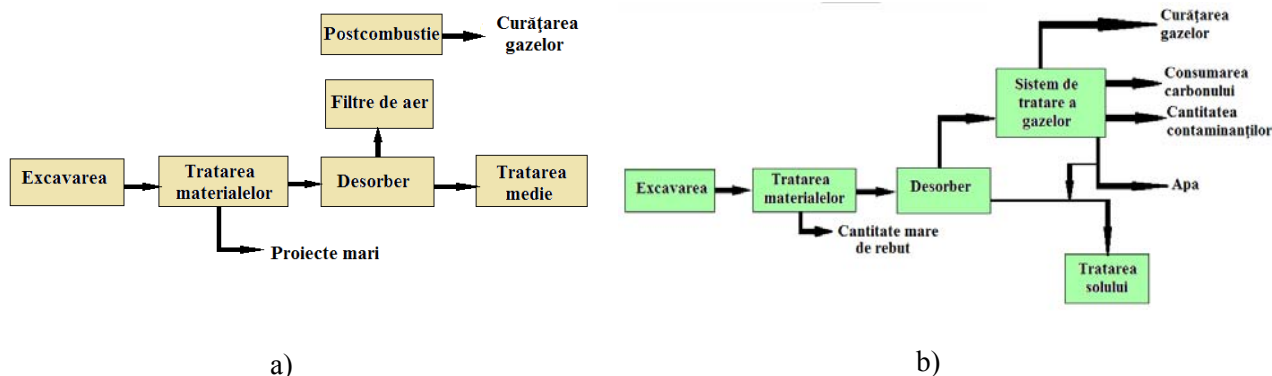 Postcombustie
Curățarea
gazelor
Filtre de aer
Excavarea
Tratarea
materialelor
Desorber
Tratarea
medie
Proiecte mari
a)
Curățarea
gazelor
Sistem de
tratare a
gazelor
Consumarea
carbonului
Cantitatea
contaminanților
Excavarea
Tratarea
materialelor
Desorber
Apa
Cantitate mare
de rebut
Tratarea
solului
b)